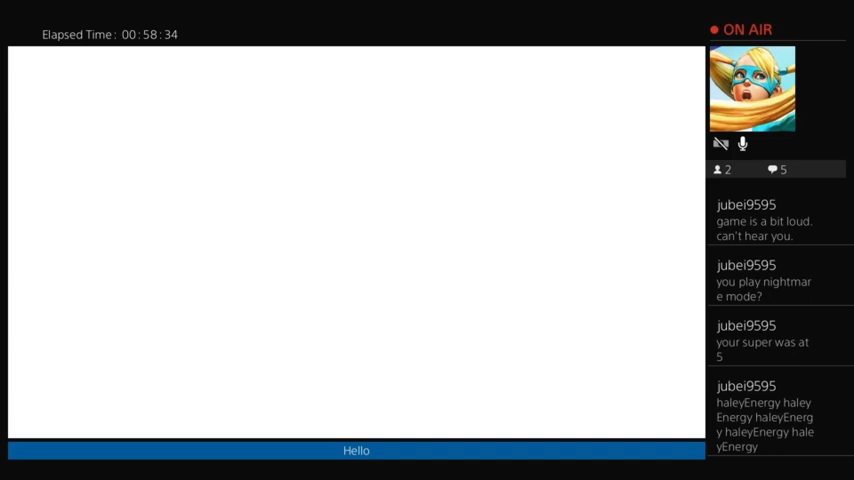 Elapsed Time: 00:58:34
ON AIR
2 5
jubei9595
game is a bit loud.
can't hear you.
jubei9595
you play nightmar
e mode?
jubei9595
your super was at
5
jubei9595
haleyEnergy haley
Energy haleyEnerg
y haleyEnergy hale
yEnergy
Hello